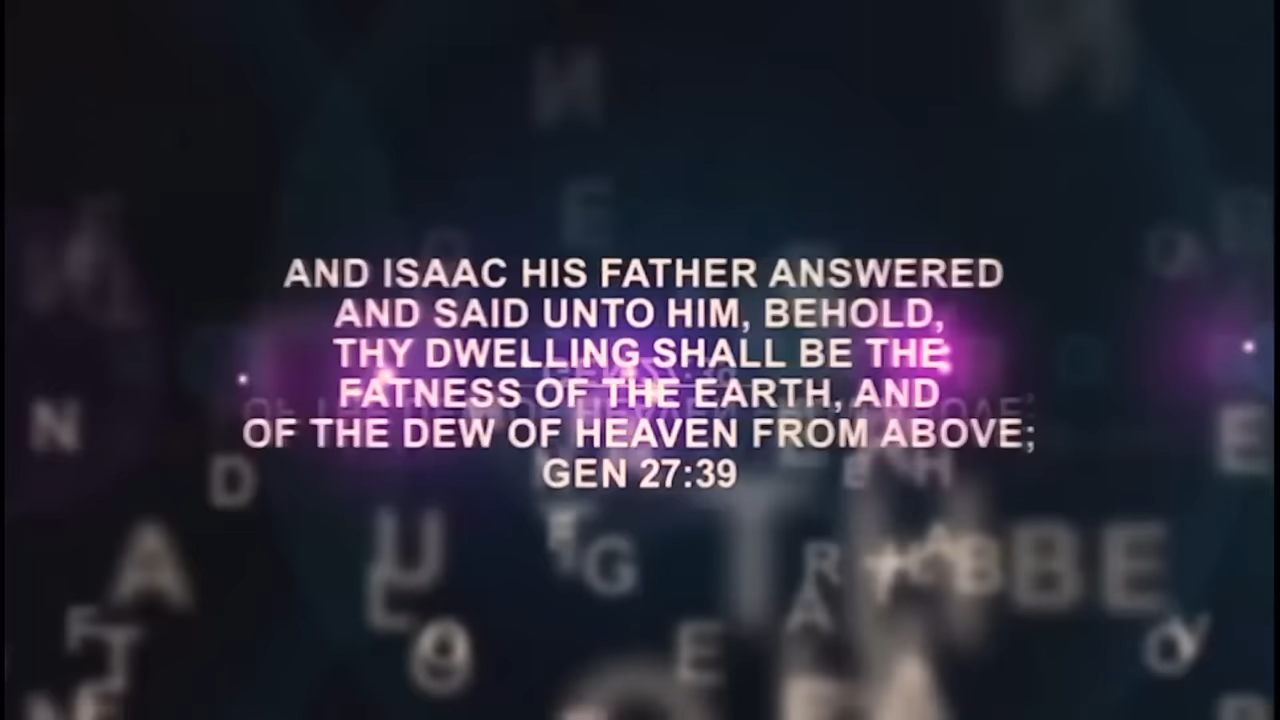 AND ISAAC HIS FATHER ANSWERED
AND SAID UNTO HIM, BEHOLD,
THY DWELLING SHALL BE THE
FATNESS OF THE EARTH, AND
OF THE DEW OF HEAVEN FROM ABOVE;
GEN 27:39